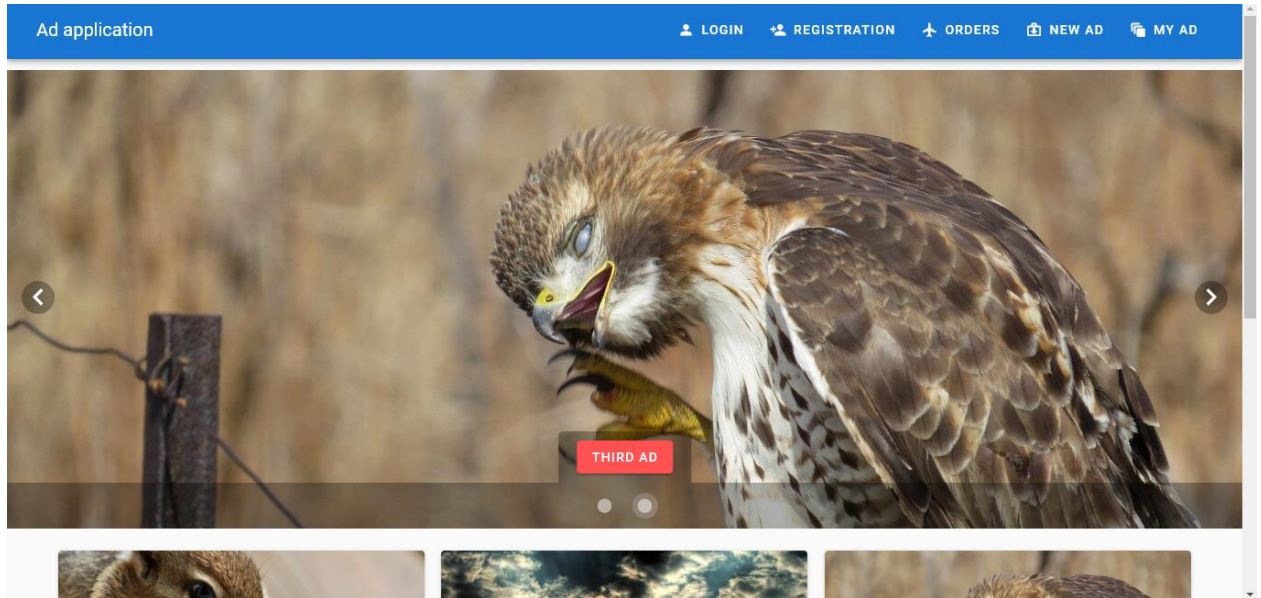 Ad application
LOGIN
REGISTRATION
ORDERS
NEW AD
MY AD
THIRD AD